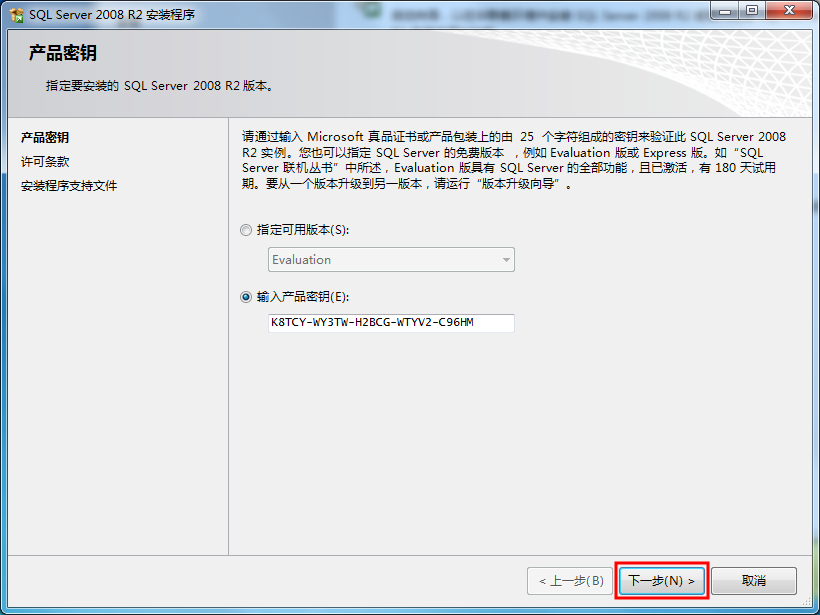 SQL Server 2008 R2 安装程序
产品密钥
指定要安装的 SQL Server 2008 R2 版本。
产品密钥
许可条款
安装程序支持文件
请通过输入 Microsoft 真品证书或产品包装上的由 25 个字符组成的密钥来验证此 SQL Server 2008
R2 实例。您也可以指定 SQL Server 的免费版本 ，例如 Evaluation 版或 Express 版。如“SQL
Server 联机丛书”中所述，Evaluation 版具有 SQL Server 的全部功能，且已激活，有 180 天试用
期。要从一个版本升级到另一版本，请运行“版本升级向导”。
指定可用版本(S):
Evaluation
输入产品密钥(E):
K8TCY-WY3TW-H2BCG-WTYV2-C96HM
< 上一步(B)
下一步(N) >
取消